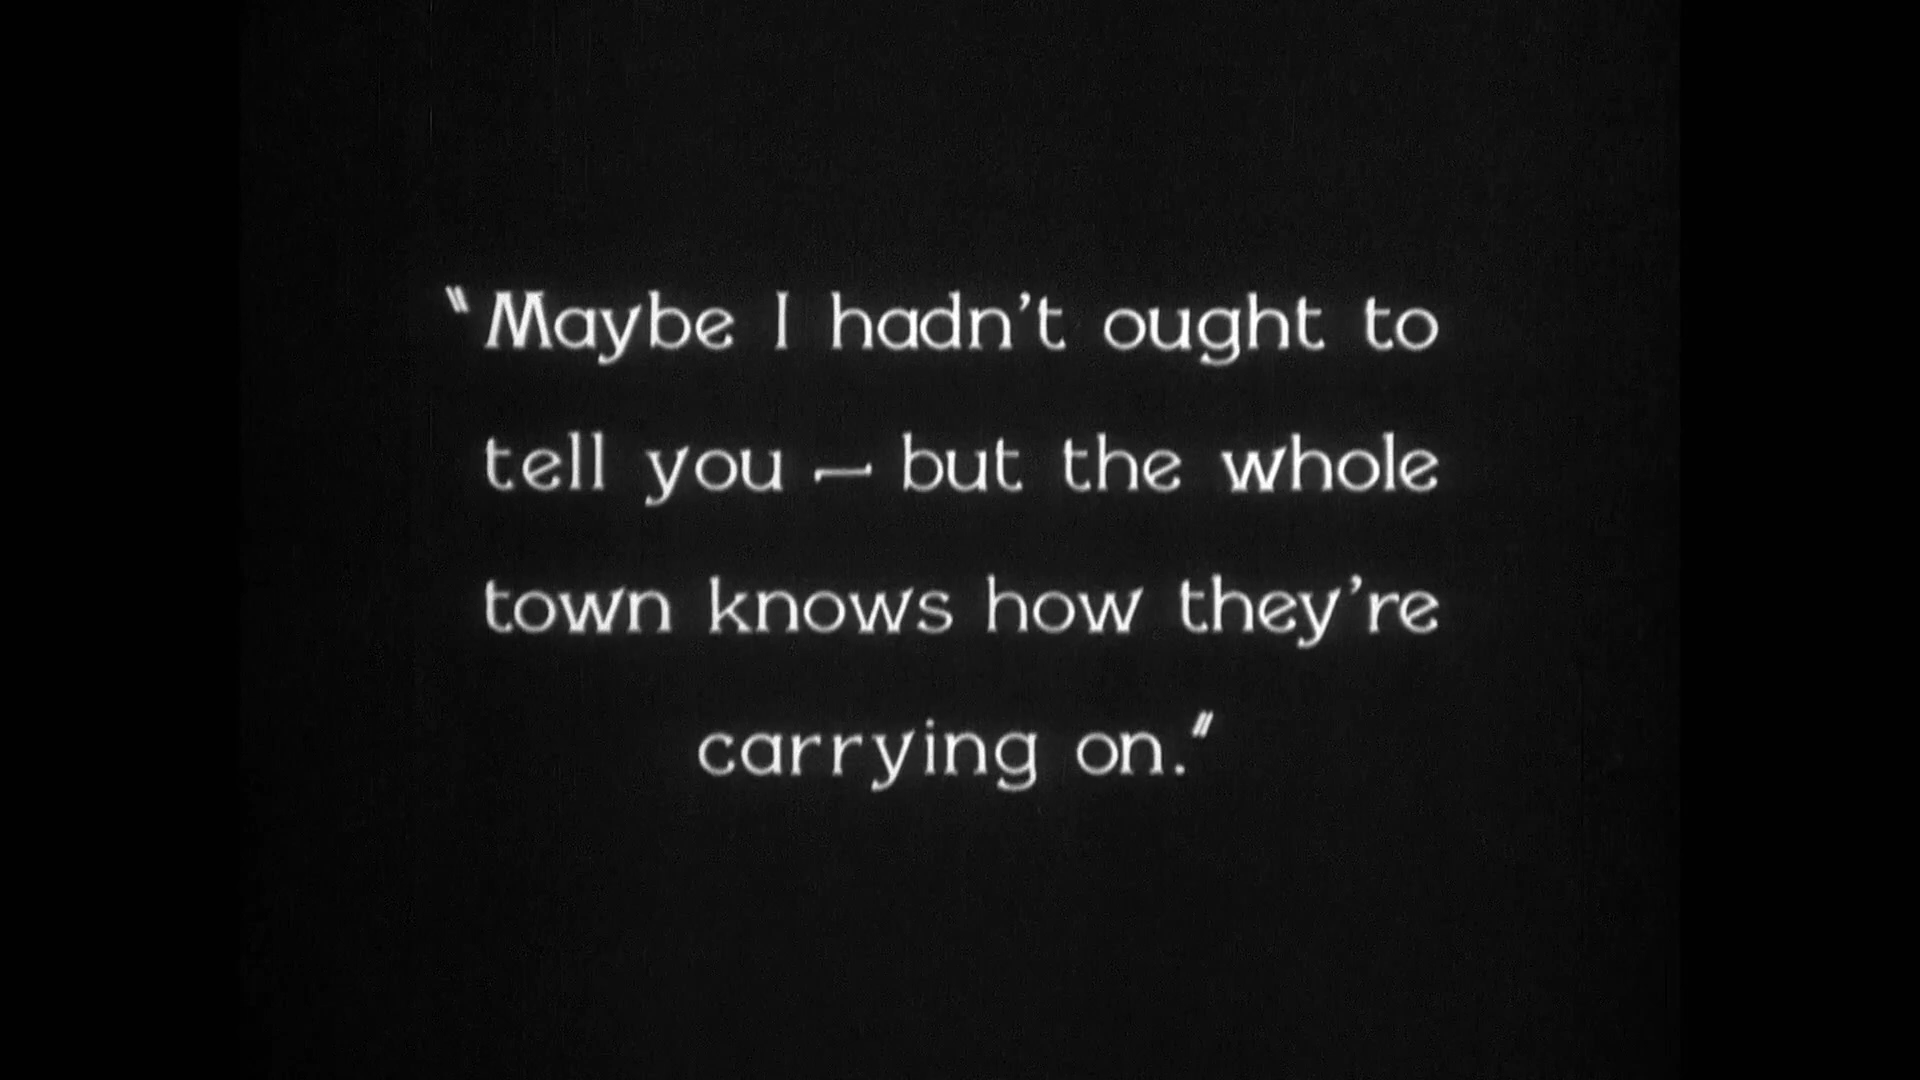 "Maybe I hadn't ought to
tell you — but the whole
town knows how they're
carrying on."